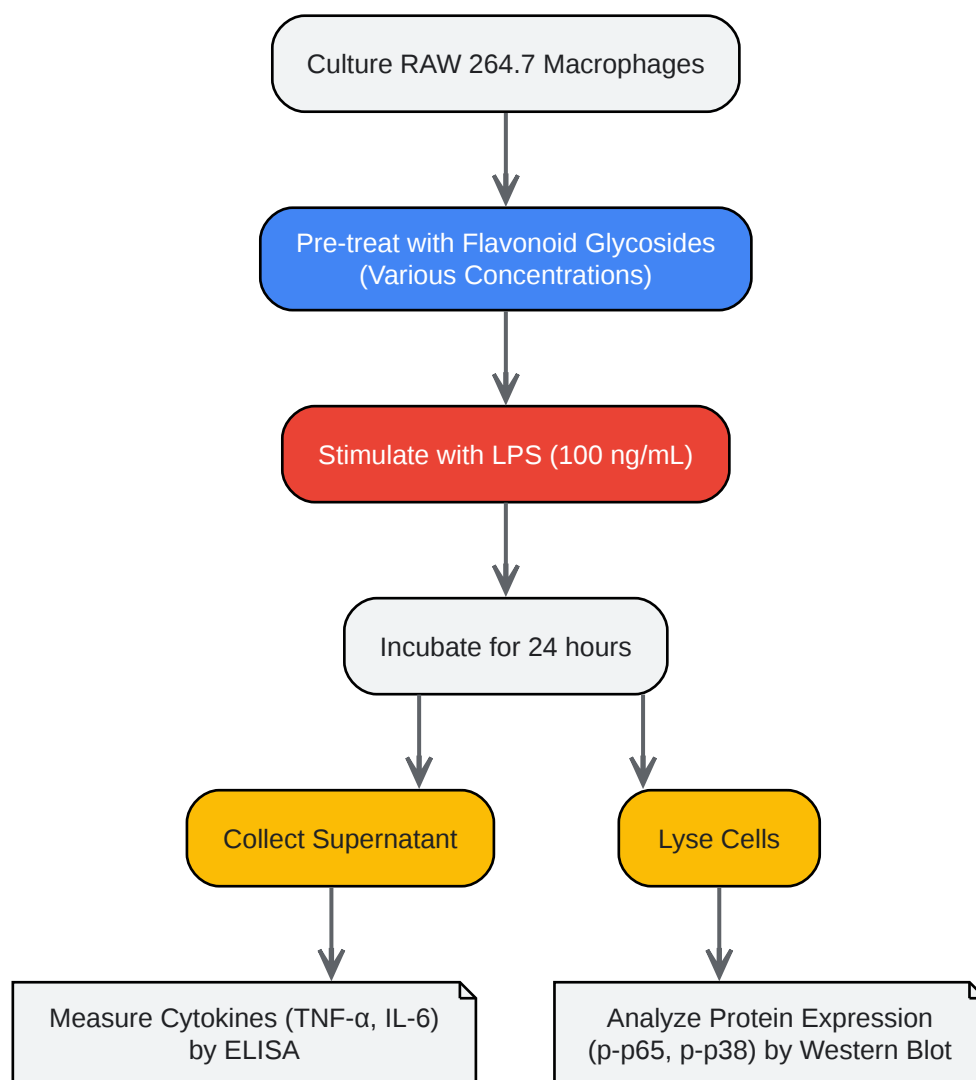 Culture RAW 264.7 Macrophages
Pre-treat with Flavonoid Glycosides
(Various Concentrations)
Stimulate with LPS (100 ng/mL)
Incubate for 24 hours
Collect Supernatant
Lyse Cells
Measure Cytokines (TNF-α, IL-6)
by ELISA
Analyze Protein Expression
(p-p65, p-p38) by Western Blot